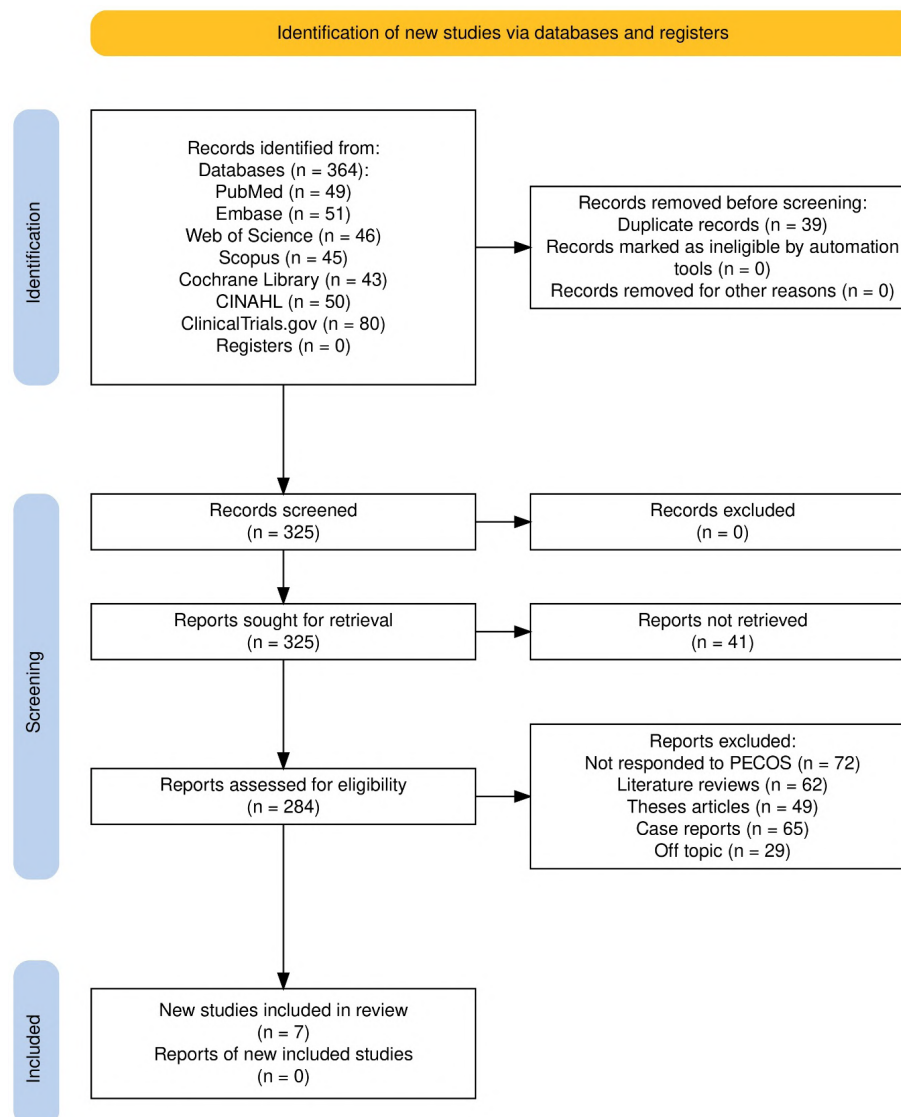 Identification of new studies via databases and registers
Identification
Records identified from:
Databases (n = 364):
PubMed (n = 49)
Embase (n = 51)
Web of Science (n = 46)
Scopus (n = 45)
Cochrane Library (n = 43)
CINAHL (n = 50)
ClinicalTrials.gov (n = 80)
Registers (n = 0)
Records removed before screening:
Duplicate records (n = 39)
Records marked as ineligible by automation
tools (n = 0)
Records removed for other reasons (n = 0)
Screening
Records screened
(n = 325)
Records excluded
(n = 0)
Reports sought for retrieval
(n = 325)
Reports not retrieved
(n = 41)
Reports assessed for eligibility
(n = 284)
Reports excluded:
Not responded to PECOS (n = 72)
Literature reviews (n = 62)
Theses articles (n = 49)
Case reports (n = 65)
Off topic (n = 29)
Included
New studies included in review
(n = 7)
Reports of new included studies
(n = 0)